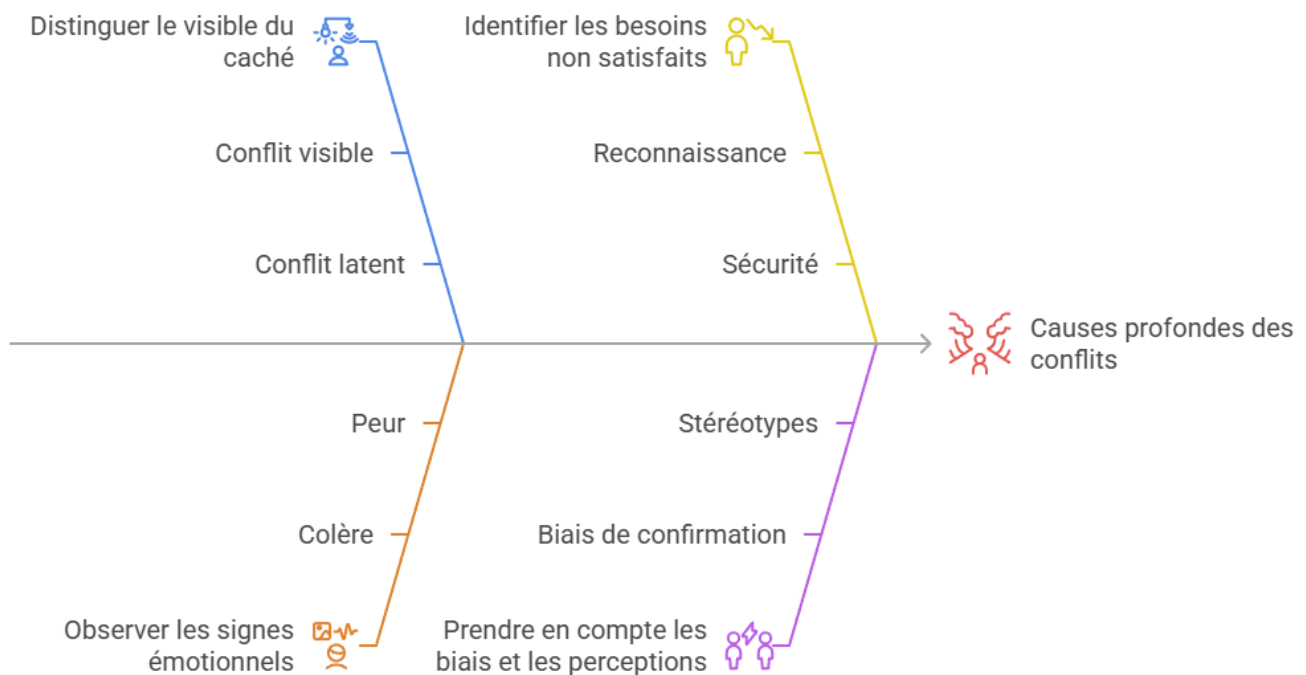 Distinguer le visible du
caché
Conflit visible
Conflit latent
Identifier les besoins
non satisfaits
Reconnaissance
Sécurité
Causes profondes des
conflits
Peur
Colère
Observer les signes
émotionnels
Stéréotypes
Biais de confirmation
Prendre en compte les
biais et les perceptions